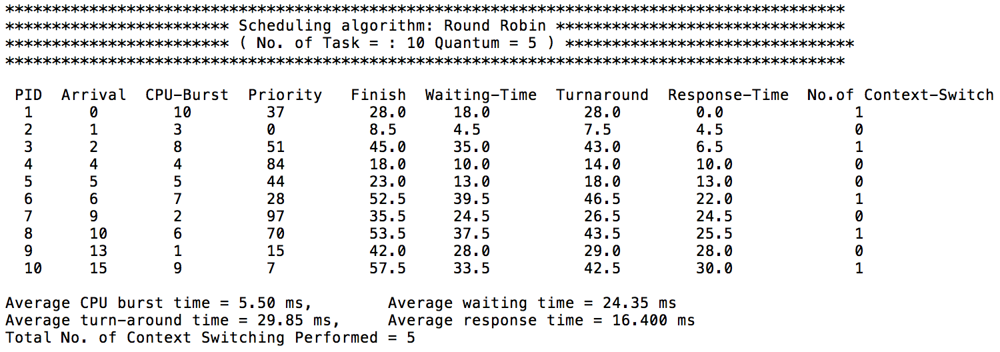 ******************************************************************************************
************************ Scheduling algorithm: Round Robin *******************************
************************ ( No. of Task = : 10 Quantum = 5 ) *******************************
******************************************************************************************
PID Arrival CPU-Burst Priority Finish Waiting-Time Turnaround Response-Time No.of Context-Switch
1 0 10 37 28.0 18.0 28.0 0.0 1
2 1 3 0 8.5 4.5 7.5 4.5 0
3 2 8 51 45.0 35.0 43.0 6.5 1
4 4 4 84 18.0 10.0 14.0 10.0 0
5 5 5 44 23.0 13.0 18.0 13.0 0
6 6 7 28 52.5 39.5 46.5 22.0 1
7 9 2 97 35.5 24.5 26.5 24.5 0
8 10 6 70 53.5 37.5 43.5 25.5 1
9 13 1 15 42.0 28.0 29.0 28.0 0
10 15 9 7 57.5 33.5 42.5 30.0 1
Average CPU burst time = 5.50 ms, Average waiting time = 24.35 ms
Average turn-around time = 29.85 ms, Average response time = 16.400 ms
Total No. of Context Switching Performed = 5